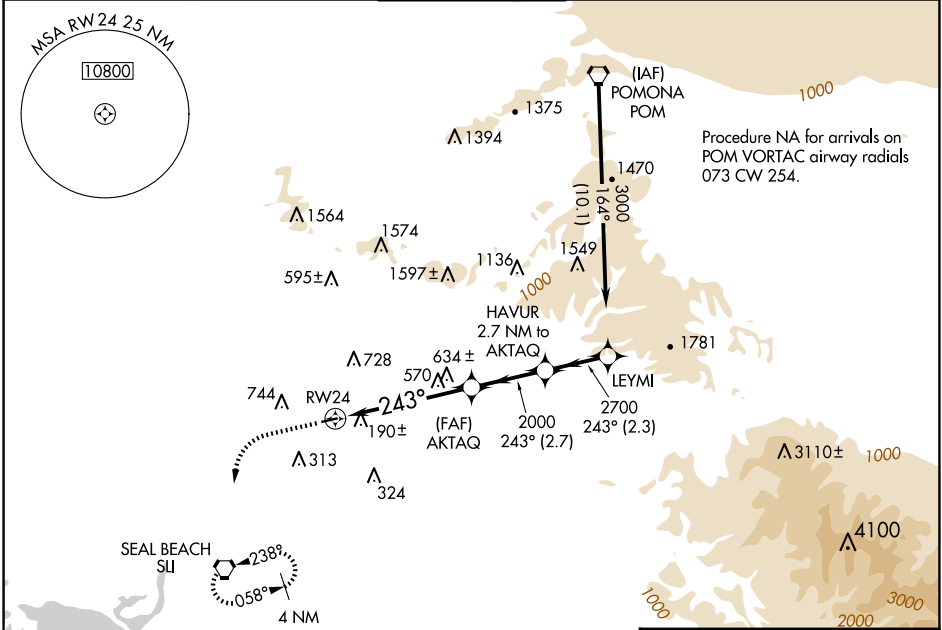 MSA RW24 25 NM
10800
(IAF)
POMONA
POM
1000
1375
1394
Procedure NA for arrivals on
POM VORTAC airway radials
073 CW 254.
1470
3000
164°
(10.1)
1564
1574
1549
1136
595±
1597±
1000
HAVUR
2.7 NM to
AKTAQ
1781
728
634±
570
LEYMI
744
RW24
243°
2700
243° (2.3)
190±
(FAF)
AKTAQ
2000
243° (2.7)
313
324
3110±
1000
4100
SEAL BEACH
SLI
238°
058°
4 NM
1000
3000
2000